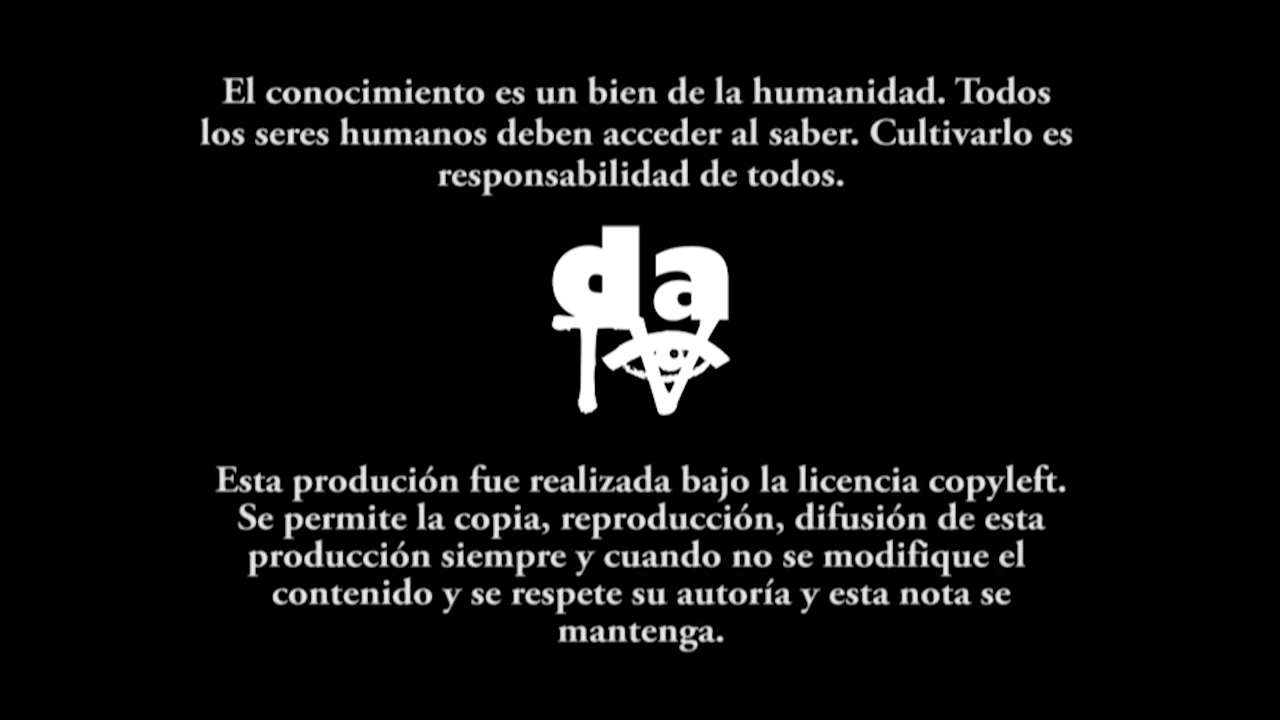 El conocimiento es un bien de la humanidad. Todos
los seres humanos deben acceder al saber. Cultivarlo es
responsabilidad de todos.
da
TV
Esta produción fue realizada bajo la licencia copyleft.
Se permite la copia, reproducción, difusión de esta
producción siempre y cuando no se modifique el
contenido y se respete su autoría y esta nota se
mantenga.